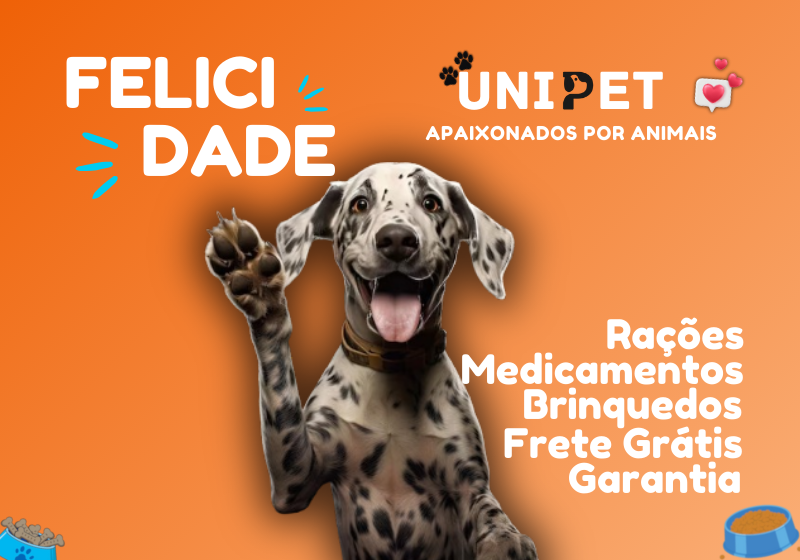 FELICI
DADE
UNIPET
APAIXONADOS POR ANIMAIS
Rações
Medicamentos
Brinquedos
Frete Grátis
Garantia